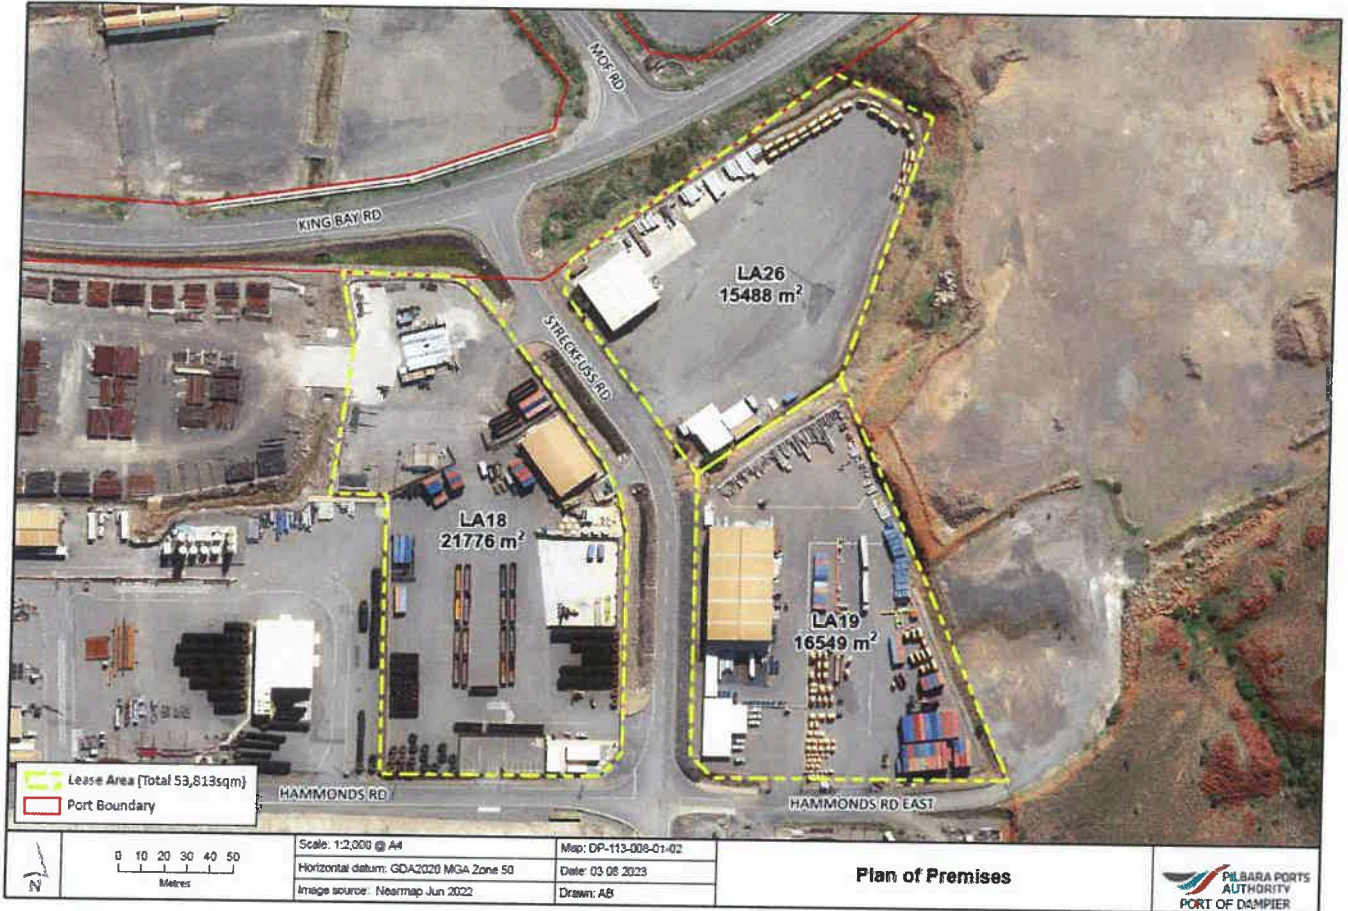 MOF RD
KING BAY RD
LA26
15488 m²
STRECKFUSS RD
LA18
21776 m²
LA19
16549 m²
Lease Area (Total 53,813sqm)
Port Boundary
HAMMONDS RD
HAMMONDS RD EAST
N
0 10 20 30 40 50
Metres
Scale: 1:2,000 @ A4
Horizontal datum: GDA2020 MGA Zone 50
Image source: Nearmap Jun 2022
Map: DP-113-008-01-02
Date: 03 08 2023
Drawn: AB
Plan of Premises
PILBARA PORTS
AUTHORITY
PORT OF DAMPIER